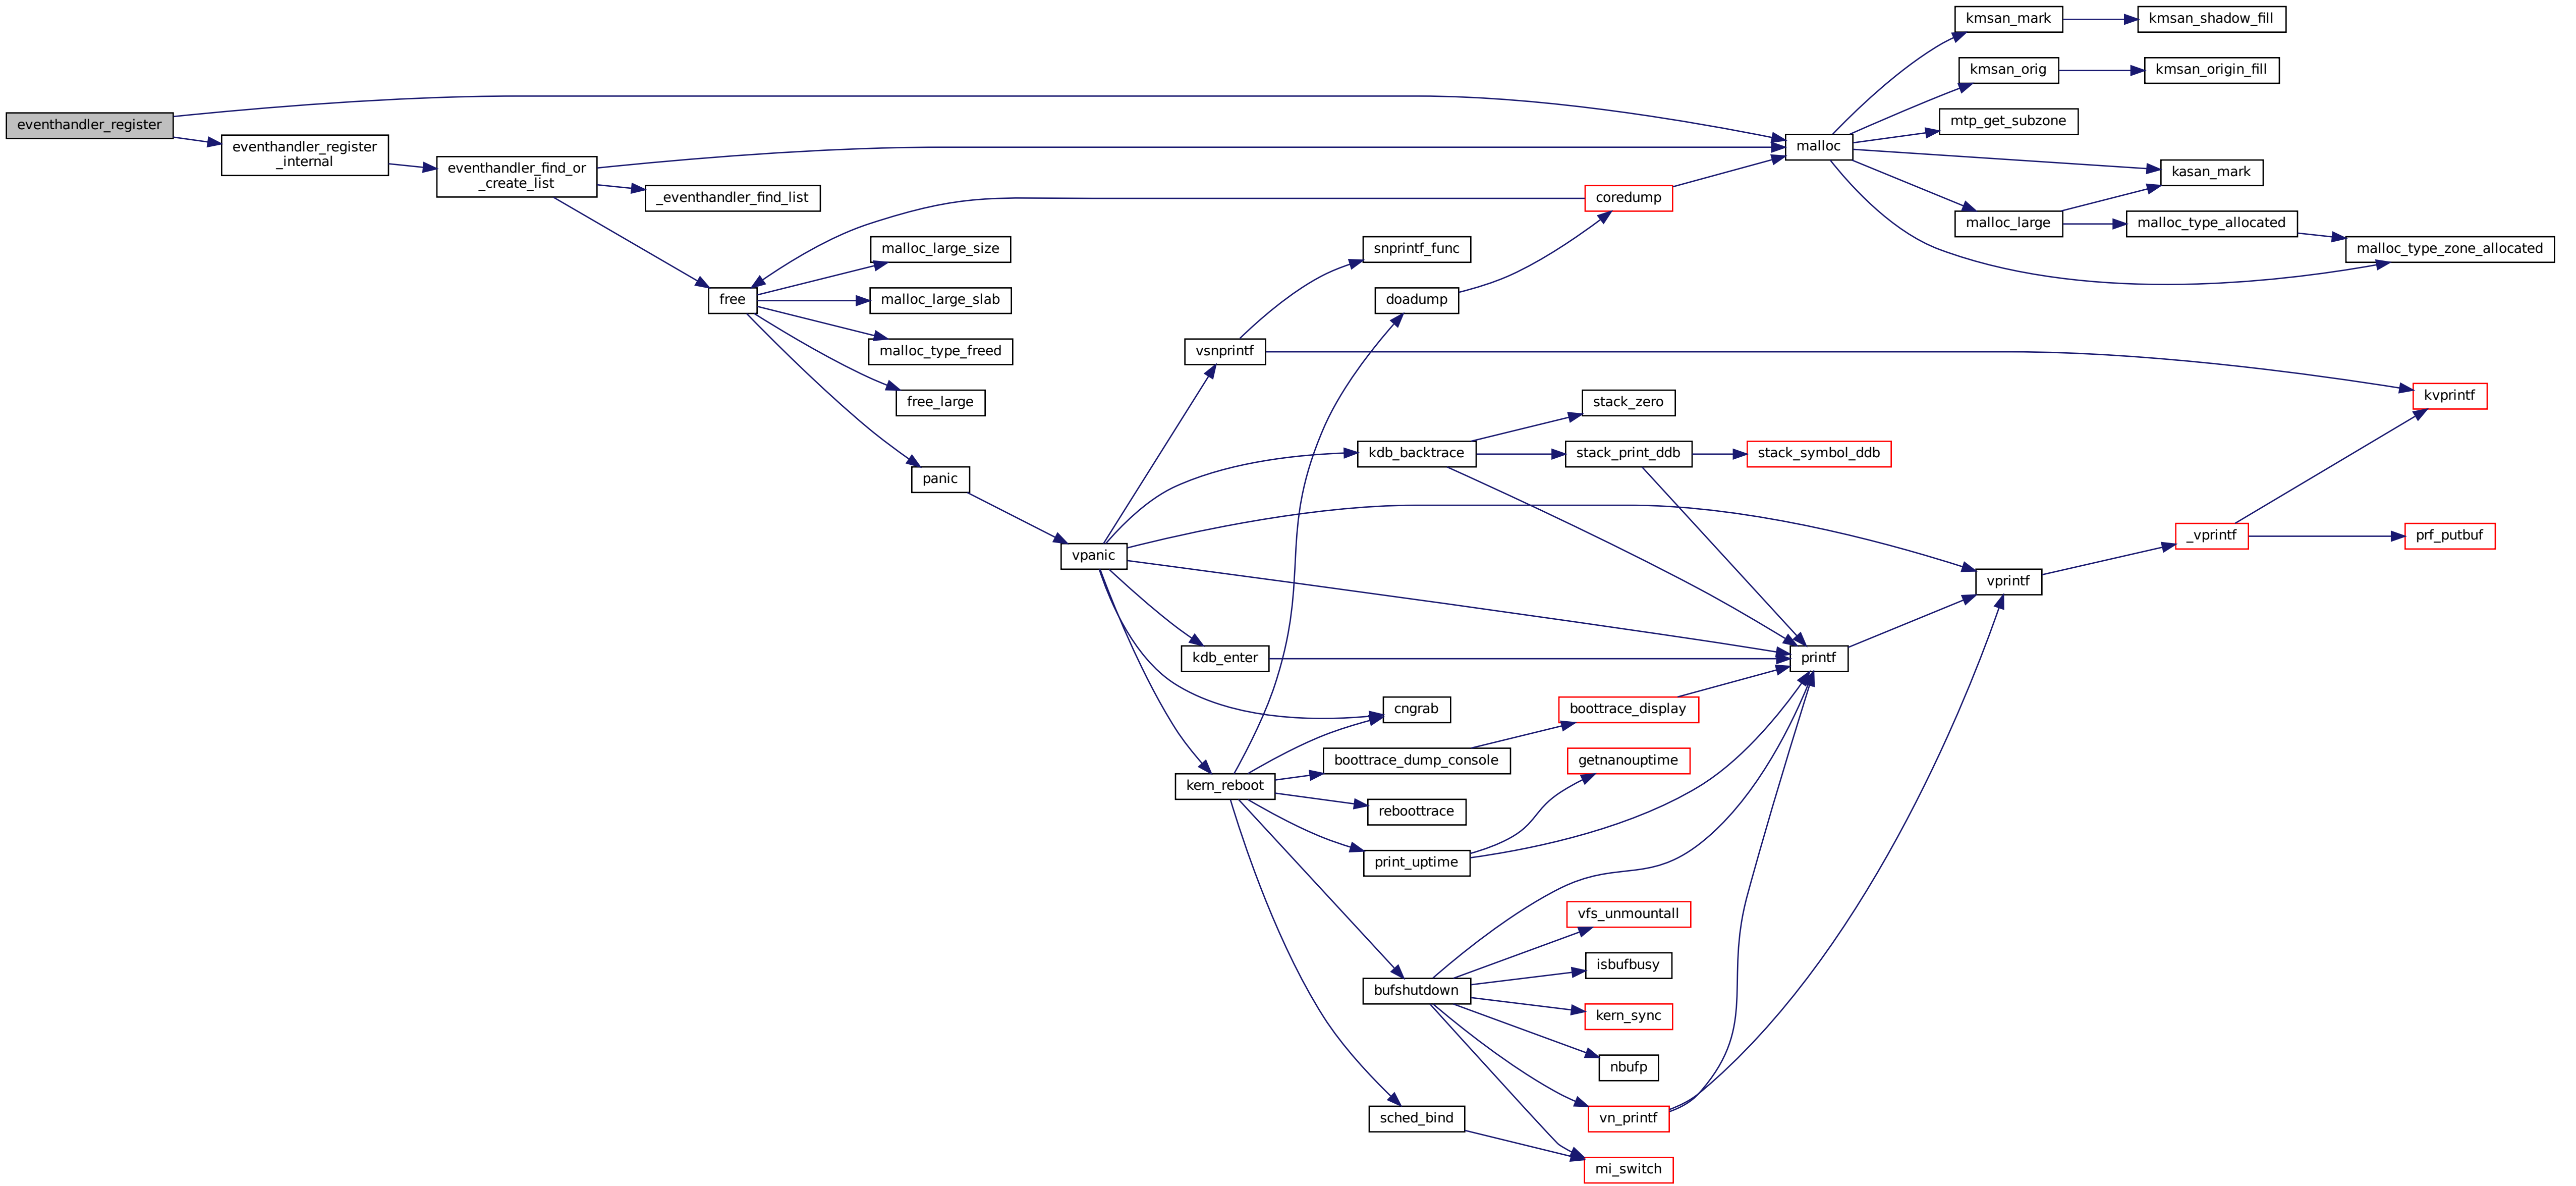 eventhandler_register
eventhandler_register
_internal
eventhandler_find_or
_create_list
_eventhandler_find_list
free
malloc_large_size
malloc_large_slab
malloc_type_freed
free_large
panic
vpanic
vsnprintf
snprintf_func
doadump
coredump
malloc
kmsan_mark
kmsan_shadow_fill
kmsan_orig
kmsan_origin_fill
mtp_get_subzone
kasan_mark
malloc_large
malloc_type_allocated
malloc_type_zone_allocated
kdb_backtrace
stack_zero
stack_print_ddb
stack_symbol_ddb
kvprintf
_vprintf
prf_putbuf
vprintf
printf
kdb_enter
cngrab
kern_reboot
boottrace_dump_console
boottrace_display
reboottrace
getnanouptime
print_uptime
bufshutdown
vfs_unmountall
isbufbusy
kern_sync
nbufp
vn_printf
sched_bind
mi_switch